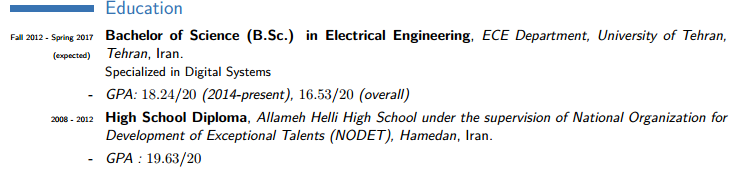 Education
Fall 2012 - Spring 2017 Bachelor of Science (B.Sc.) in Electrical Engineering, ECE Department, University of Tehran,
(expected) Tehran, Iran.
Specialized in Digital Systems
- GPA: 18.24/20 (2014-present), 16.53/20 (overall)
2008 - 2012 High School Diploma, Allameh Helli High School under the supervision of National Organization for
Development of Exceptional Talents (NODET), Hamedan, Iran.
- GPA : 19.63/20